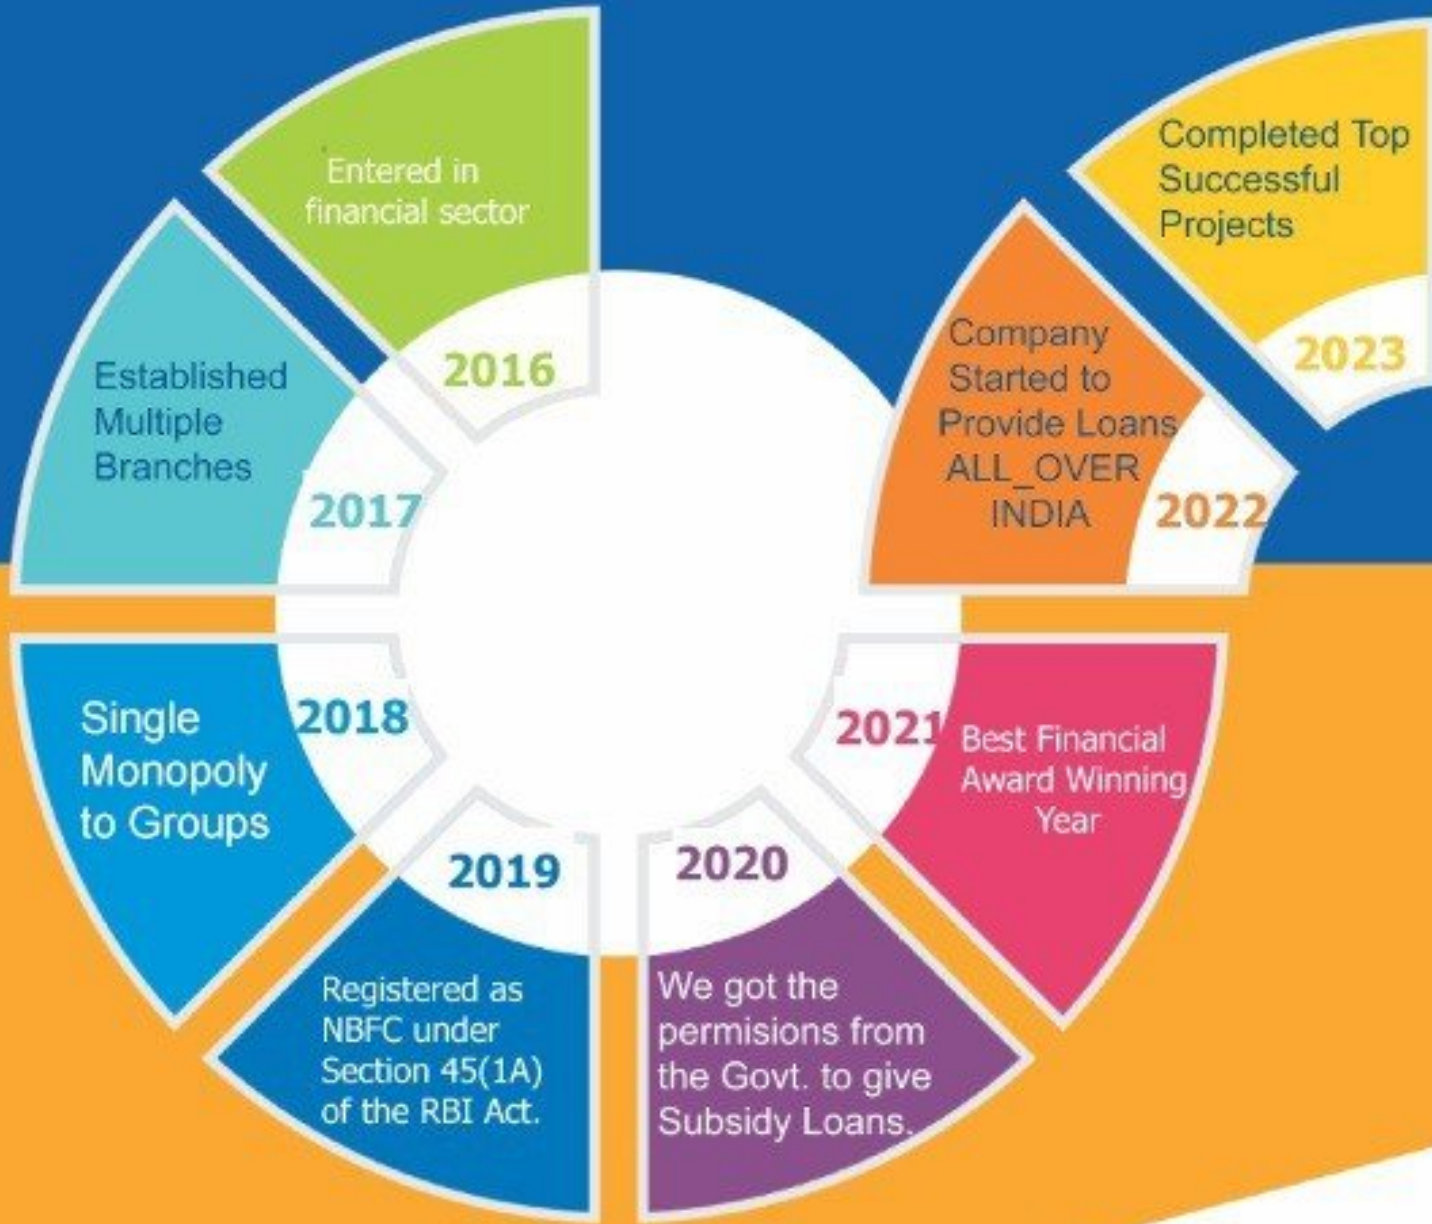 Entered in
financial sector
2016
Established
Multiple
Branches
2017
Single
Monopoly
to Groups
2018
2019
Registered as
NBFC under
Section 45(1A)
of the RBI Act.
2020
We got the
permisions from
the Govt. to give
Subsidy Loans.
2021
Best Financial
Award Winning
Year
Company
Started to
Provide Loans
ALL_OVER
INDIA
2022
Completed Top
Successful
Projects
2023